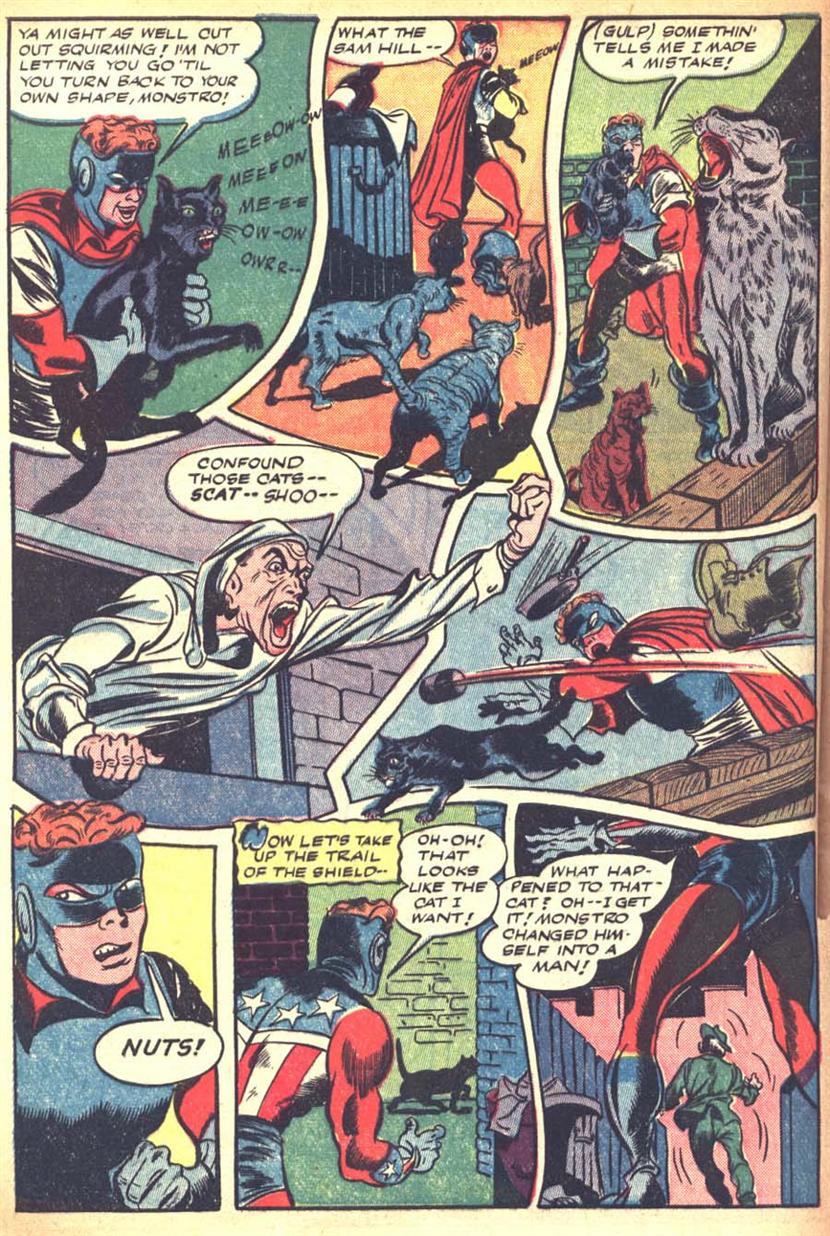 YA MIGHT AS WELL CUT
OUT SQUIRMING! I'M NOT
LETTING YOU GO 'TIL
YOU TURN BACK TO YOUR
OWN SHAPE, MONSTRO!
MEEEOW-OW
MEEEON
ME-E-E
OW-OW
OWRR--
WHAT THE
SAM HILL--
MEEOW
(GULP) SOMETHIN'
TELLS ME I MADE
A MISTAKE!
CONFOUND
THOSE CATS--
SCAT-- SHOO--
NUTS!
NOW LET'S TAKE
UP THE TRAIL
OF THE SHIELD--
OH-OH!
THAT
LOOKS
LIKE THE
CAT I
WANT!
WHAT HAP-
PENED TO THAT
CAT? OH--I GET
IT! MONSTRO
CHANGED HIM-
SELF INTO A
MAN!